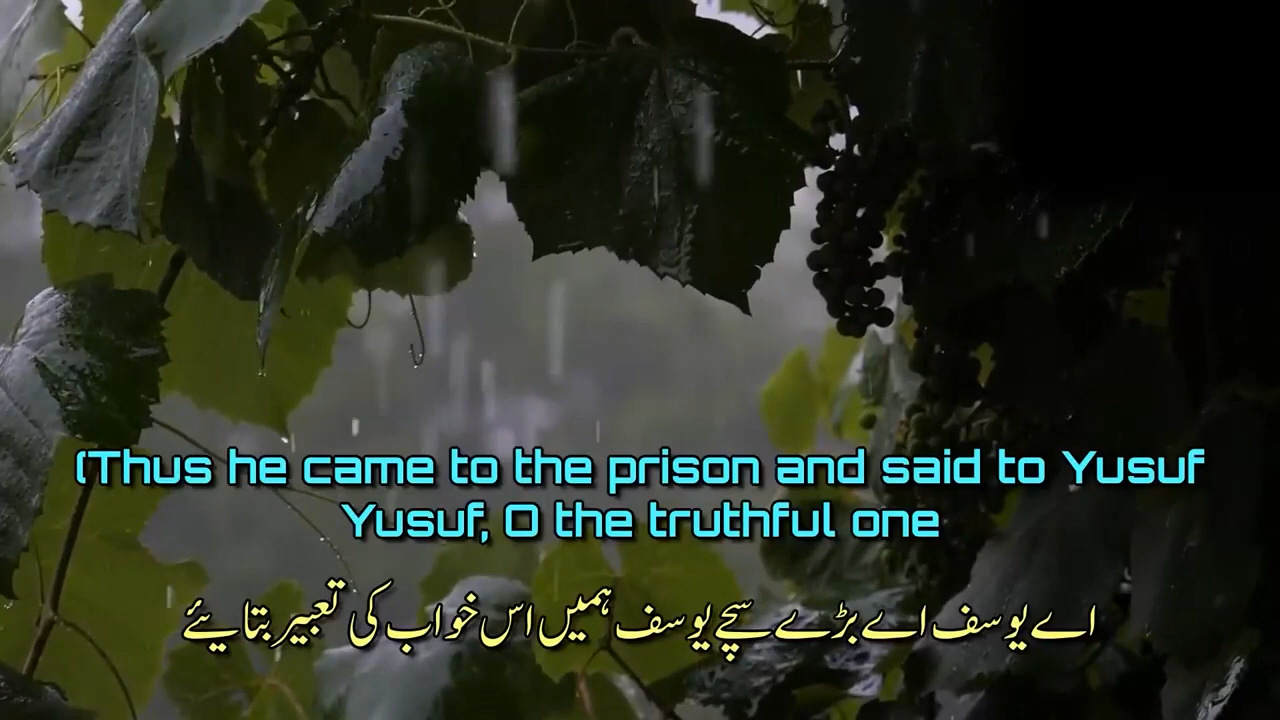 (Thus he came to the prison and said to Yusuf
Yusuf, O the truthful one
اے یوسف اے بڑے سچے یوسف ہمیں اس خواب کی تعبیرِ بتایئے